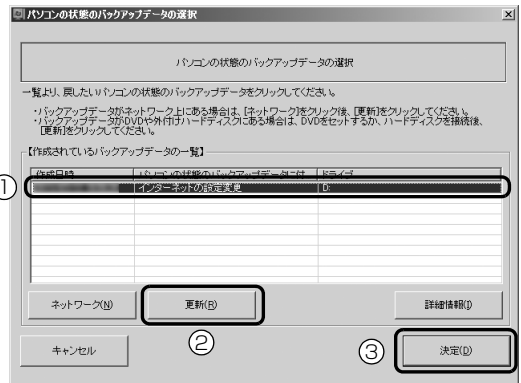 パソコンの状態のバックアップデータの選択
パソコンの状態のバックアップデータの選択
一覧より、戻したいパソコンの状態のバックアップデータをクリックしてください。
・バックアップデータがネットワーク上にある場合は、[ネットワーク]をクリック後、[更新]をクリックしてください。
・バックアップデータがDVDや外付けハードディスクにある場合は、DVDをセットするか、ハードディスクを接続後、
[更新]をクリックしてください。
【作成されているバックアップデータの一覧】
作成日時 パソコンの状態のバックアップデータに付 ドライブ
① インターネットの設定変更 D:
ネットワーク(N) 更新(R) 詳細情報(I)
キャンセル ② ③ 決定(D)